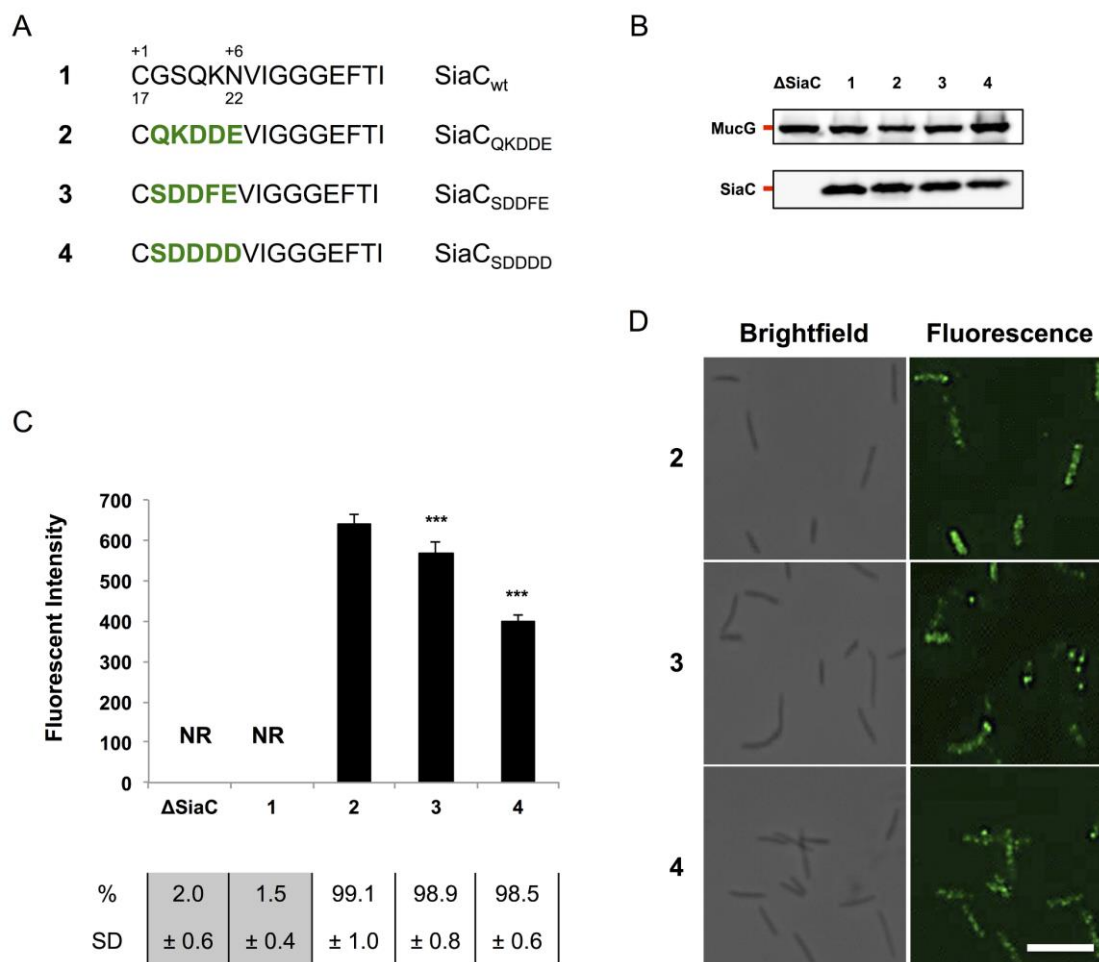 A
+1 +6
1 CGSQKNVIGGGEFTI SiaCwt
17 22
2 CQKDDEVIGGGEFTI SiaCQKDDE
3 CSDDFEVIGGGEFTI SiaCSDDFE
4 CSDDDDVIGGGEFTI SiaCSDDDD
B
ΔSiaC 1 2 3 4
MucG
SiaC
C
Fluorescent Intensity
700
600
500
400
300
200
100
0
NR NR *** ***
ΔSiaC 1 2 3 4
% 2.0 1.5 99.1 98.9 98.5
SD ± 0.6 ± 0.4 ± 1.0 ± 0.8 ± 0.6
D
Brightfield Fluorescence
2
3
4